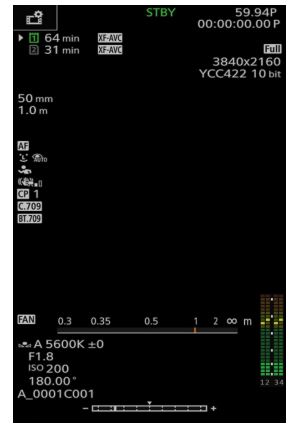 STBY 59.94P
00:00:00.00 P
1 64 min XF-AVC
2 31 min XF-AVC
Full
3840x2160
YCC422 10 bit
50 mm
1.0 m
AF
CP 1
C.709
BT.709
FAN 0.3 0.35 0.5 1 2 ∞ m
A 5600K ±0
F1.8
ISO 200
180.00°
12 34
A_0001C001
- +